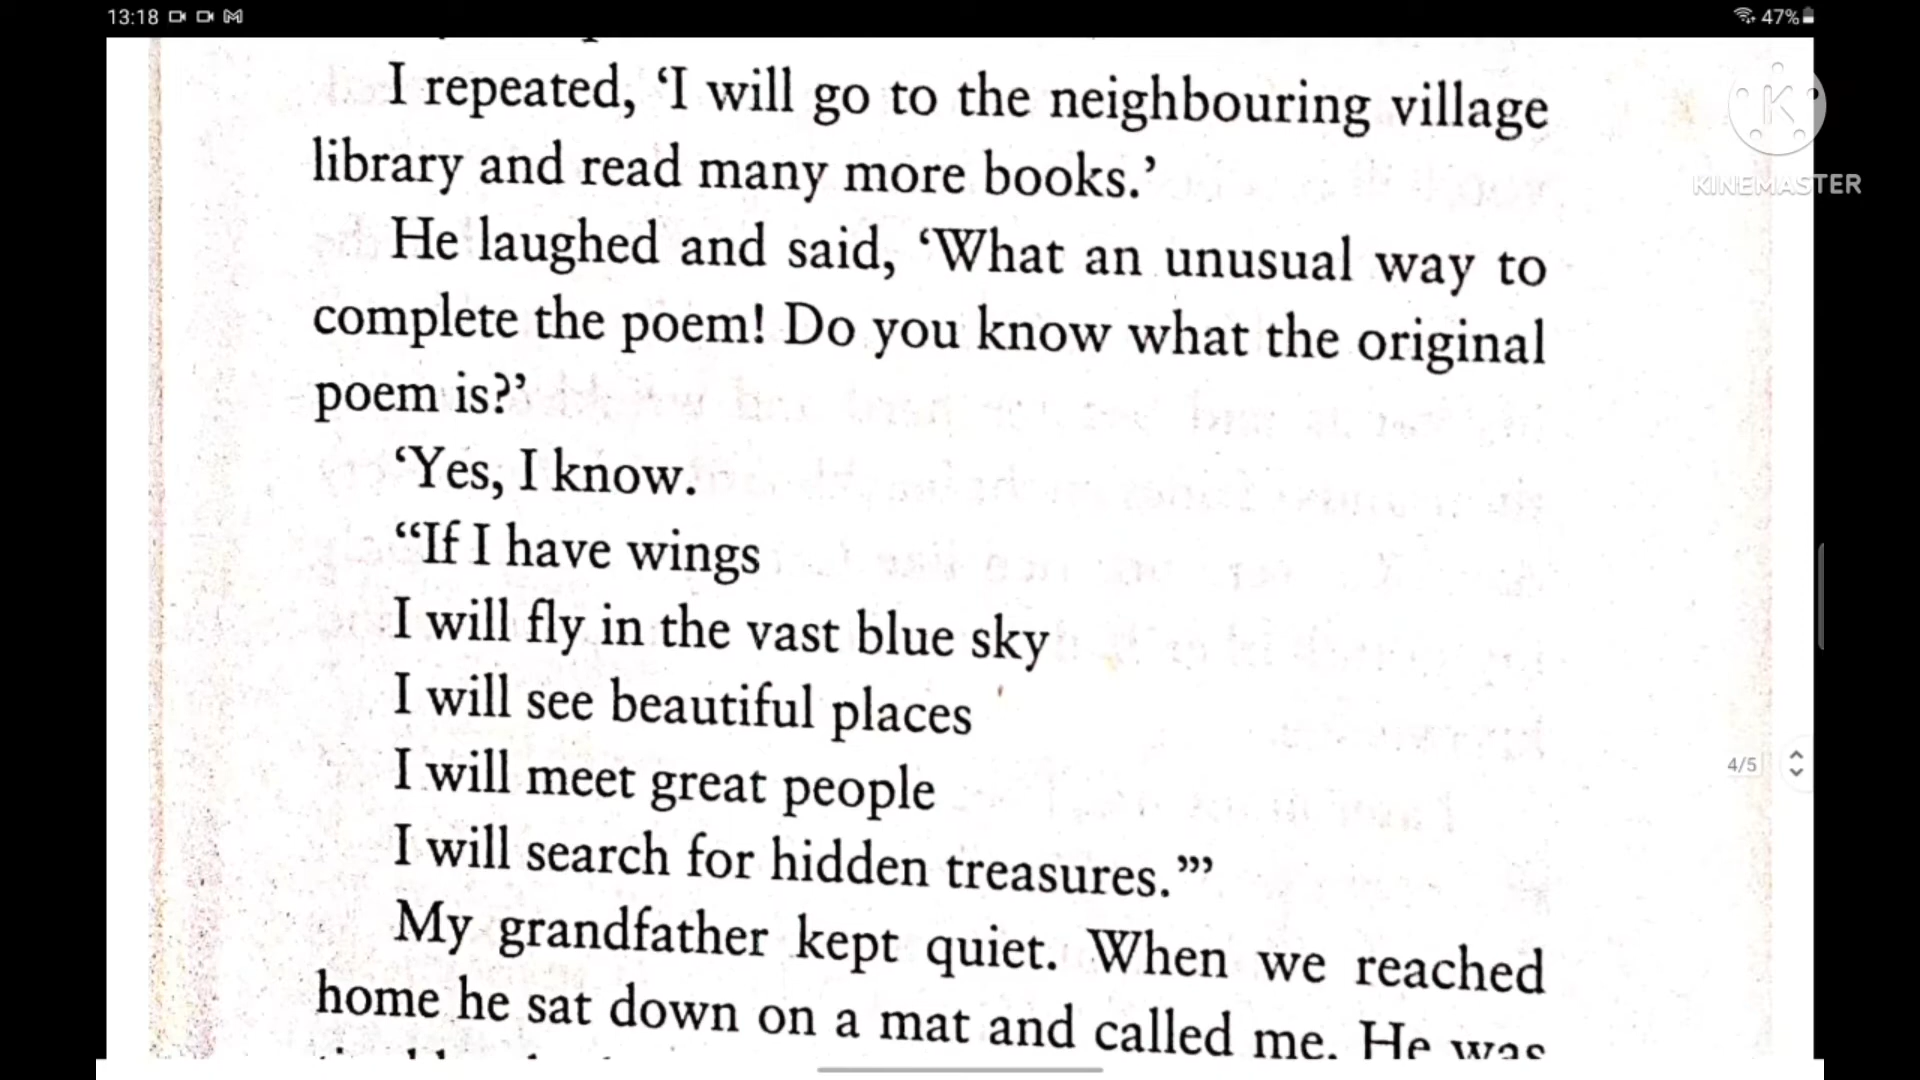 13:18
47%
I repeated, ‘I will go to the neighbouring village
library and read many more books.’
KINEMASTER
He laughed and said, ‘What an unusual way to
complete the poem! Do you know what the original
poem is?’
‘Yes, I know.
“If I have wings
I will fly in the vast blue sky
I will see beautiful places
4/5
I will meet great people
I will search for hidden treasures.”’
My grandfather kept quiet. When we reached
home he sat down on a mat and called me. He was